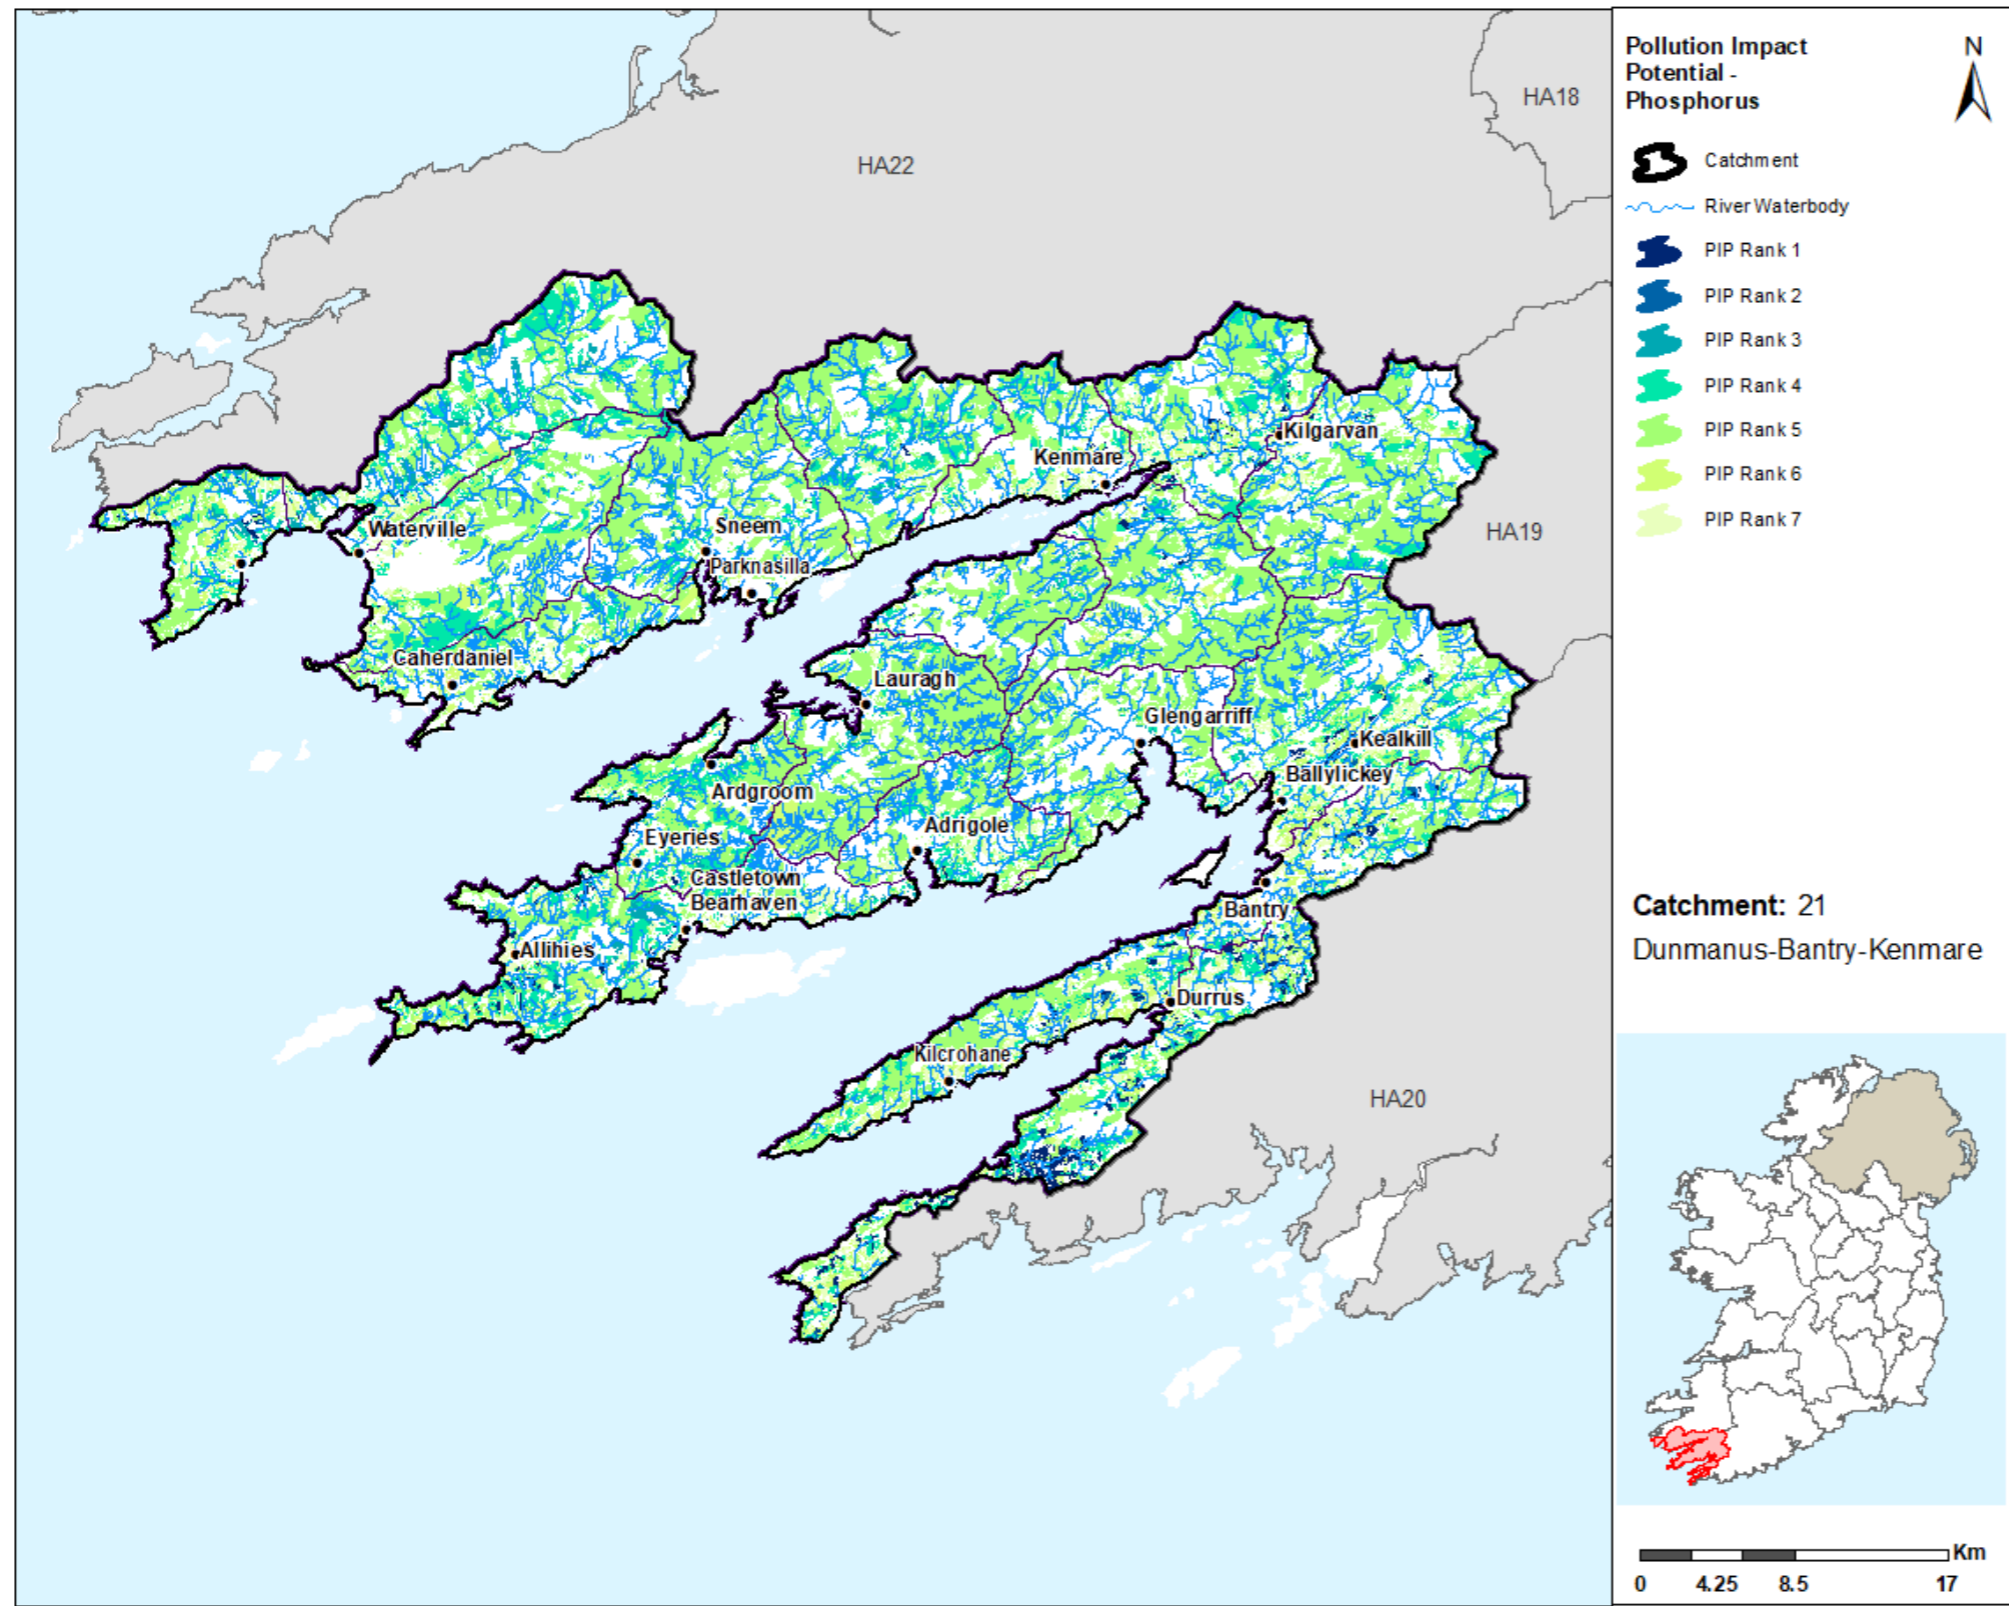 HA18
HA22
HA19
HA20
Kilgarvan
Kenmare
Waterville
Sneem
Parknasilla
Caherdaniel
Lauragh
Glengarriff
Kealkill
Ballylickey
Ardgroom
Adrigole
Eyeries
Castletown
Bearhaven
Bantry
Allihies
Durrus
Kilcrohane
Pollution Impact
Potential -
Phosphorus
N
Catchment
River Waterbody
PIP Rank 1
PIP Rank 2
PIP Rank 3
PIP Rank 4
PIP Rank 5
PIP Rank 6
PIP Rank 7
Catchment: 21
Dunmanus-Bantry-Kenmare
Km
0 4.25 8.5 17